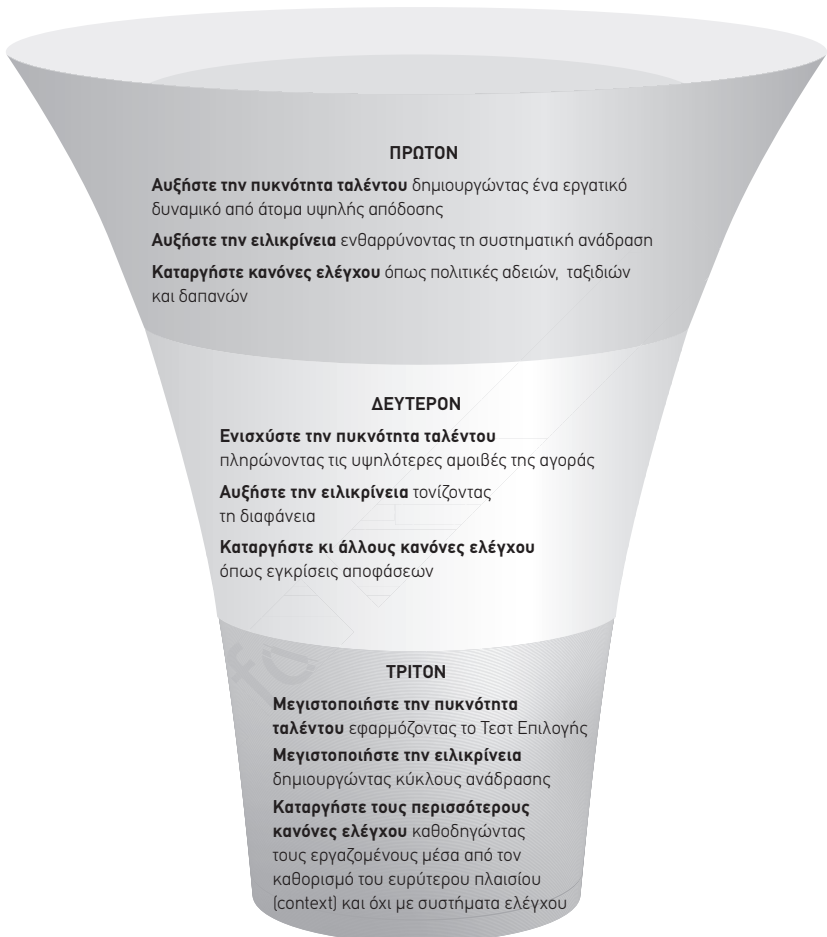 ΠΡΩΤΟΝ
Αυξήστε την πυκνότητα ταλέντου δημιουργώντας ένα εργατικό
δυναμικό από άτομα υψηλής απόδοσης
Αυξήστε την ειλικρίνεια ενθαρρύνοντας τη συστηματική ανάδραση
Καταργήστε κανόνες ελέγχου όπως πολιτικές αδειών, ταξιδιών
και δαπανών
ΔΕΥΤΕΡΟΝ
Ενισχύστε την πυκνότητα ταλέντου
πληρώνοντας τις υψηλότερες αμοιβές της αγοράς
Αυξήστε την ειλικρίνεια τονίζοντας
τη διαφάνεια
Καταργήστε κι άλλους κανόνες ελέγχου
όπως εγκρίσεις αποφάσεων
ΤΡΙΤΟΝ
Μεγιστοποιήστε την πυκνότητα
ταλέντου εφαρμόζοντας το Τεστ Επιλογής
Μεγιστοποιήστε την ειλικρίνεια
δημιουργώντας κύκλους ανάδρασης
Καταργήστε τους περισσότερους
κανόνες ελέγχου καθοδηγώντας
τους εργαζομένους μέσα από τον
καθορισμό του ευρύτερου πλαισίου
(context) και όχι με συστήματα ελέγχου